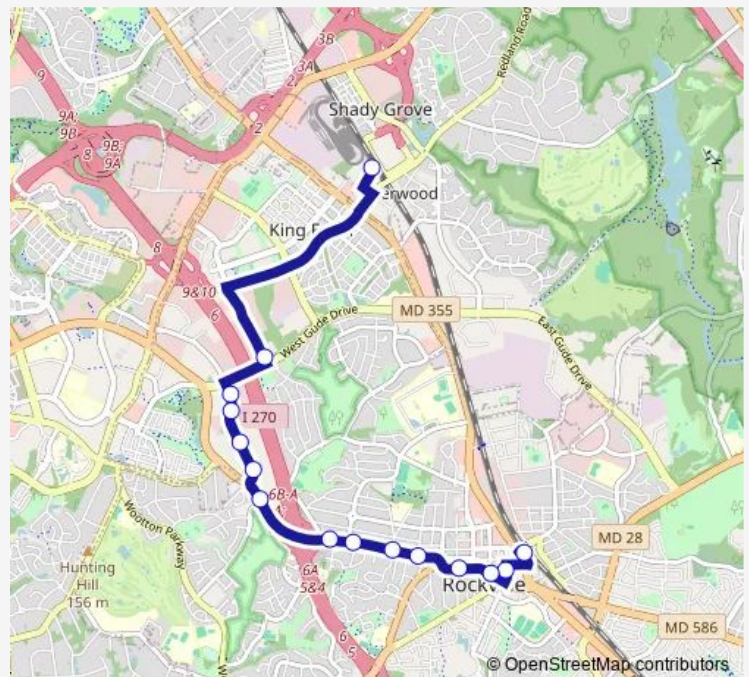 3B
3A
2
2
Redland Road
9
9A
9B
8
9B,
9A
Shady Grove
erwood
King
8
9&10
6
MD 355
West Gude Drive
East Gude Drive
I 270
6B-A
Wootton Parkway
MD 28
Hunting
Hill
156 m
6A
5&4
Rock
MD 586
6
5
© OpenStreetMap contributors